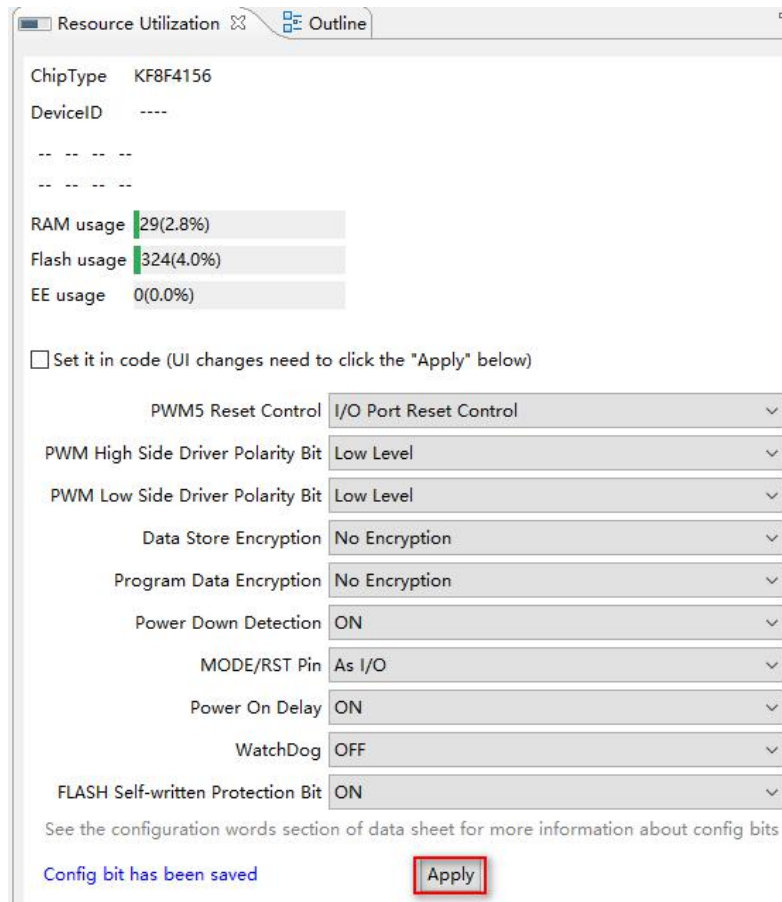 Resource Utilization Outline
ChipType KF8F4156
DeviceID ----
-- -- -- --
-- -- -- --
RAM usage 29(2.8%)
Flash usage 324(4.0%)
EE usage 0(0.0%)
Set it in code (UI changes need to click the "Apply" below)
PWM5 Reset Control I/O Port Reset Control
PWM High Side Driver Polarity Bit Low Level
PWM Low Side Driver Polarity Bit Low Level
Data Store Encryption No Encryption
Program Data Encryption No Encryption
Power Down Detection ON
MODE/RST Pin As I/O
Power On Delay ON
WatchDog OFF
FLASH Self-written Protection Bit ON
See the configuration words section of data sheet for more information about config bits
Config bit has been saved Apply